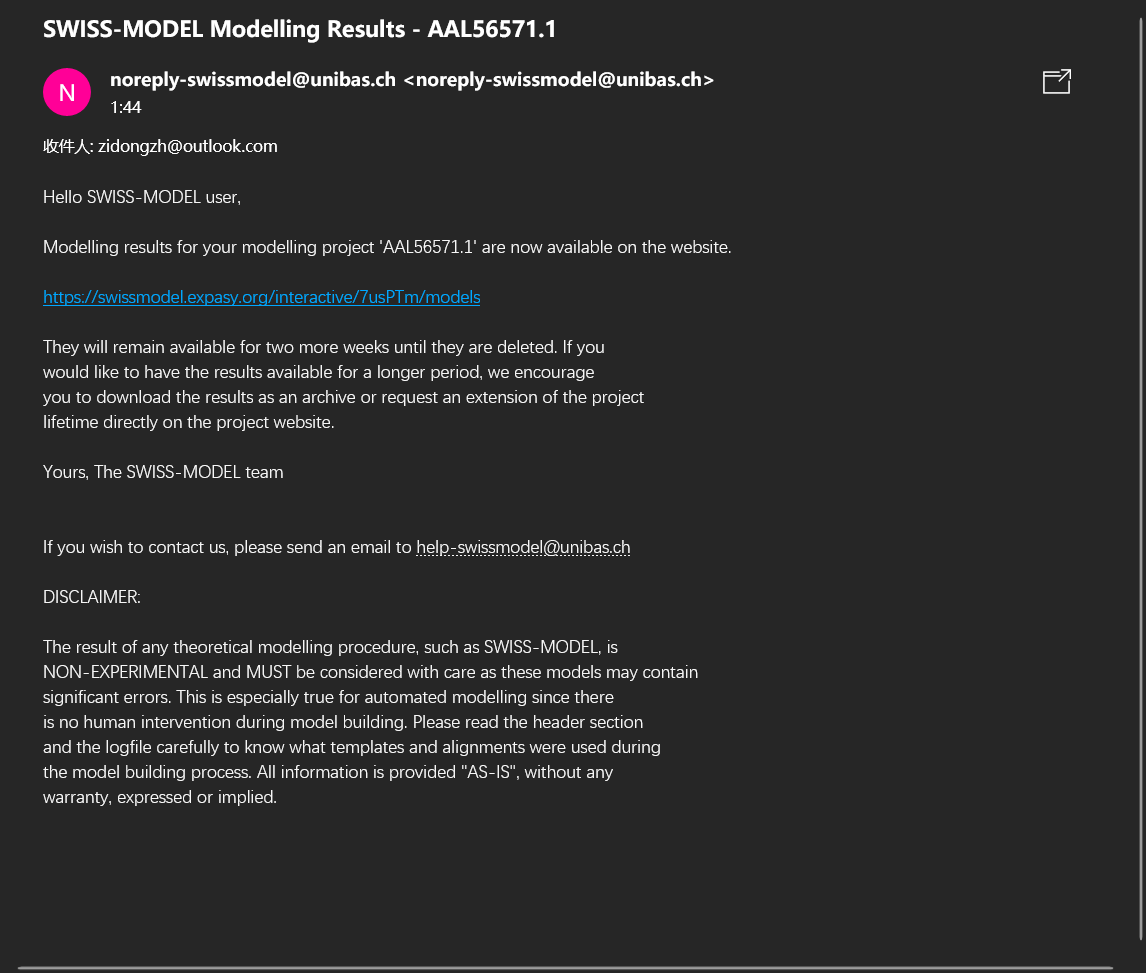 SWISS-MODEL Modelling Results - AAL56571.1
N
noreply-swissmodel@unibas.ch <noreply-swissmodel@unibas.ch>
1:44
收件人: zidongzh@outlook.com
Hello SWISS-MODEL user,
Modelling results for your modelling project 'AAL56571.1' are now available on the website.
https://swissmodel.expasy.org/interactive/7usPTm/models
They will remain available for two more weeks until they are deleted. If you
would like to have the results available for a longer period, we encourage
you to download the results as an archive or request an extension of the project
lifetime directly on the project website.
Yours, The SWISS-MODEL team
If you wish to contact us, please send an email to help-swissmodel@unibas.ch
DISCLAIMER:
The result of any theoretical modelling procedure, such as SWISS-MODEL, is
NON-EXPERIMENTAL and MUST be considered with care as these models may contain
significant errors. This is especially true for automated modelling since there
is no human intervention during model building. Please read the header section
and the logfile carefully to know what templates and alignments were used during
the model building process. All information is provided "AS-IS", without any
warranty, expressed or implied.